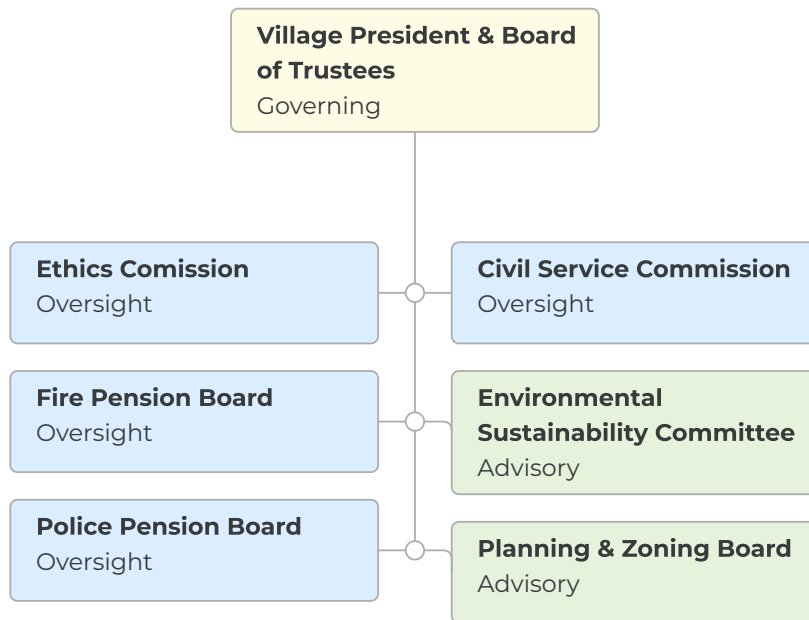 Village President & Board
of Trustees
Governing
Ethics Comission
Oversight
Civil Service Commission
Oversight
Fire Pension Board
Oversight
Environmental
Sustainability Committee
Advisory
Police Pension Board
Oversight
Planning & Zoning Board
Advisory